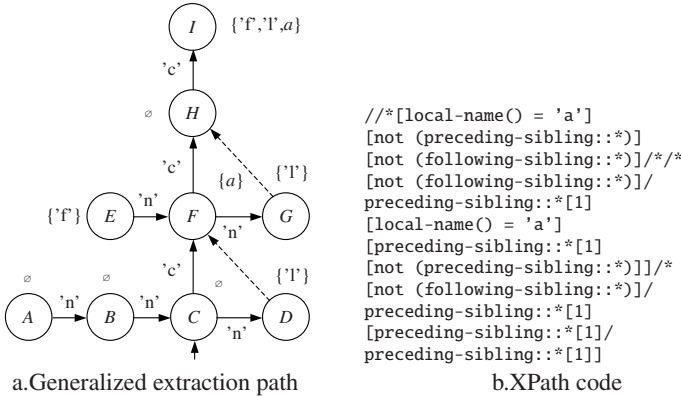 I {'f','l',a}
'c'
∅ H
'c' {a} {'l'}
{'f'} E 'n' F 'n' G
'c' ∅ {'l'}
∅ ∅
A 'n' B 'n' C 'n' D
a.Generalized extraction path
//*[local-name() = 'a']
[not (preceding-sibling::*)]
[not (following-sibling::*)]/*/*
[not (following-sibling::*)]/
preceding-sibling::*[1]
[local-name() = 'a']
[preceding-sibling::*[1]
[not (preceding-sibling::*)]]/*
[not (following-sibling::*)]/
preceding-sibling::*[1]
[preceding-sibling::*[1]/
preceding-sibling::*[1]]
b.XPath code